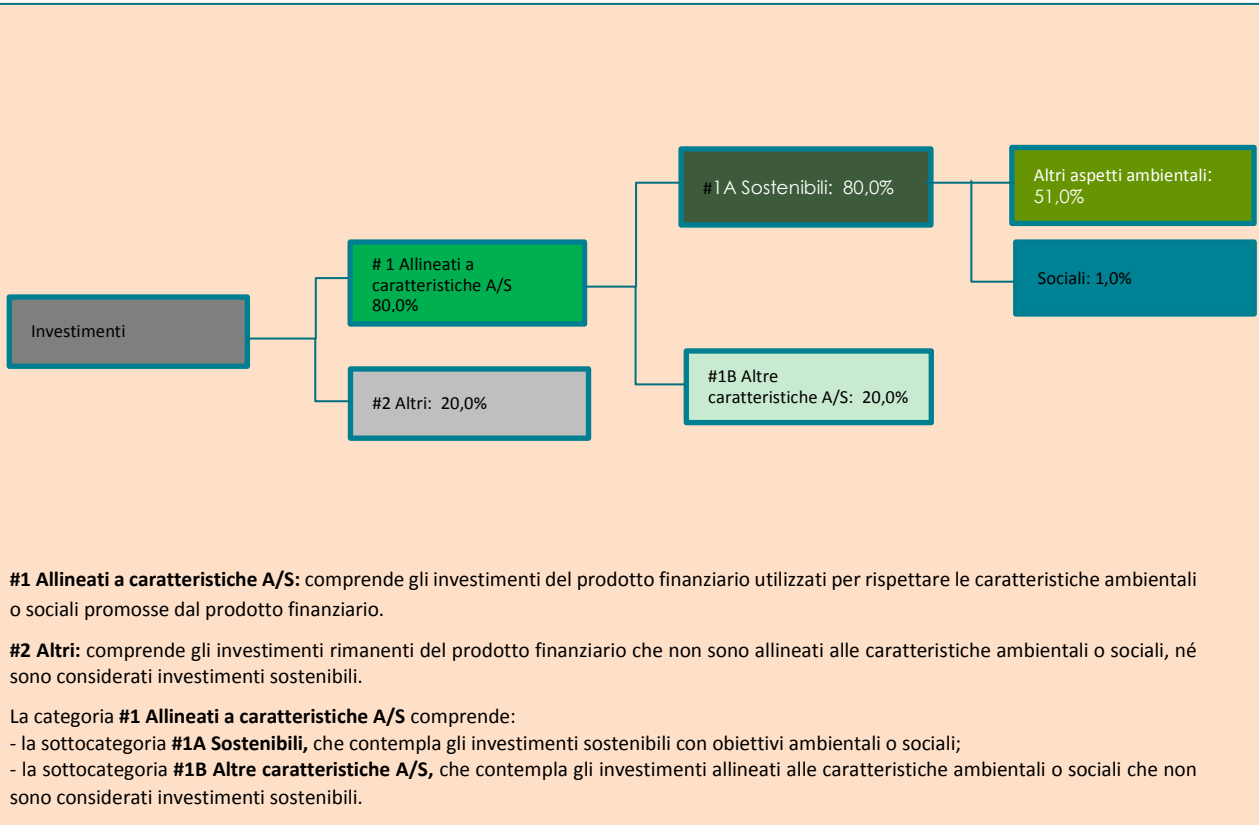 Investimenti
# 1 Allineati a
caratteristiche A/S
80,0%
#2 Altri: 20,0%
#1A Sostenibili: 80,0%
#1B Altre
caratteristiche A/S: 20,0%
Altri aspetti ambientali:
51,0%
Sociali: 1,0%
#1 Allineati a caratteristiche A/S: comprende gli investimenti del prodotto finanziario utilizzati per rispettare le caratteristiche ambientali
o sociali promosse dal prodotto finanziario.
#2 Altri: comprende gli investimenti rimanenti del prodotto finanziario che non sono allineati alle caratteristiche ambientali o sociali, né
sono considerati investimenti sostenibili.
La categoria #1 Allineati a caratteristiche A/S comprende:
- la sottocategoria #1A Sostenibili, che contempla gli investimenti sostenibili con obiettivi ambientali o sociali;
- la sottocategoria #1B Altre caratteristiche A/S, che contempla gli investimenti allineati alle caratteristiche ambientali o sociali che non
sono considerati investimenti sostenibili.